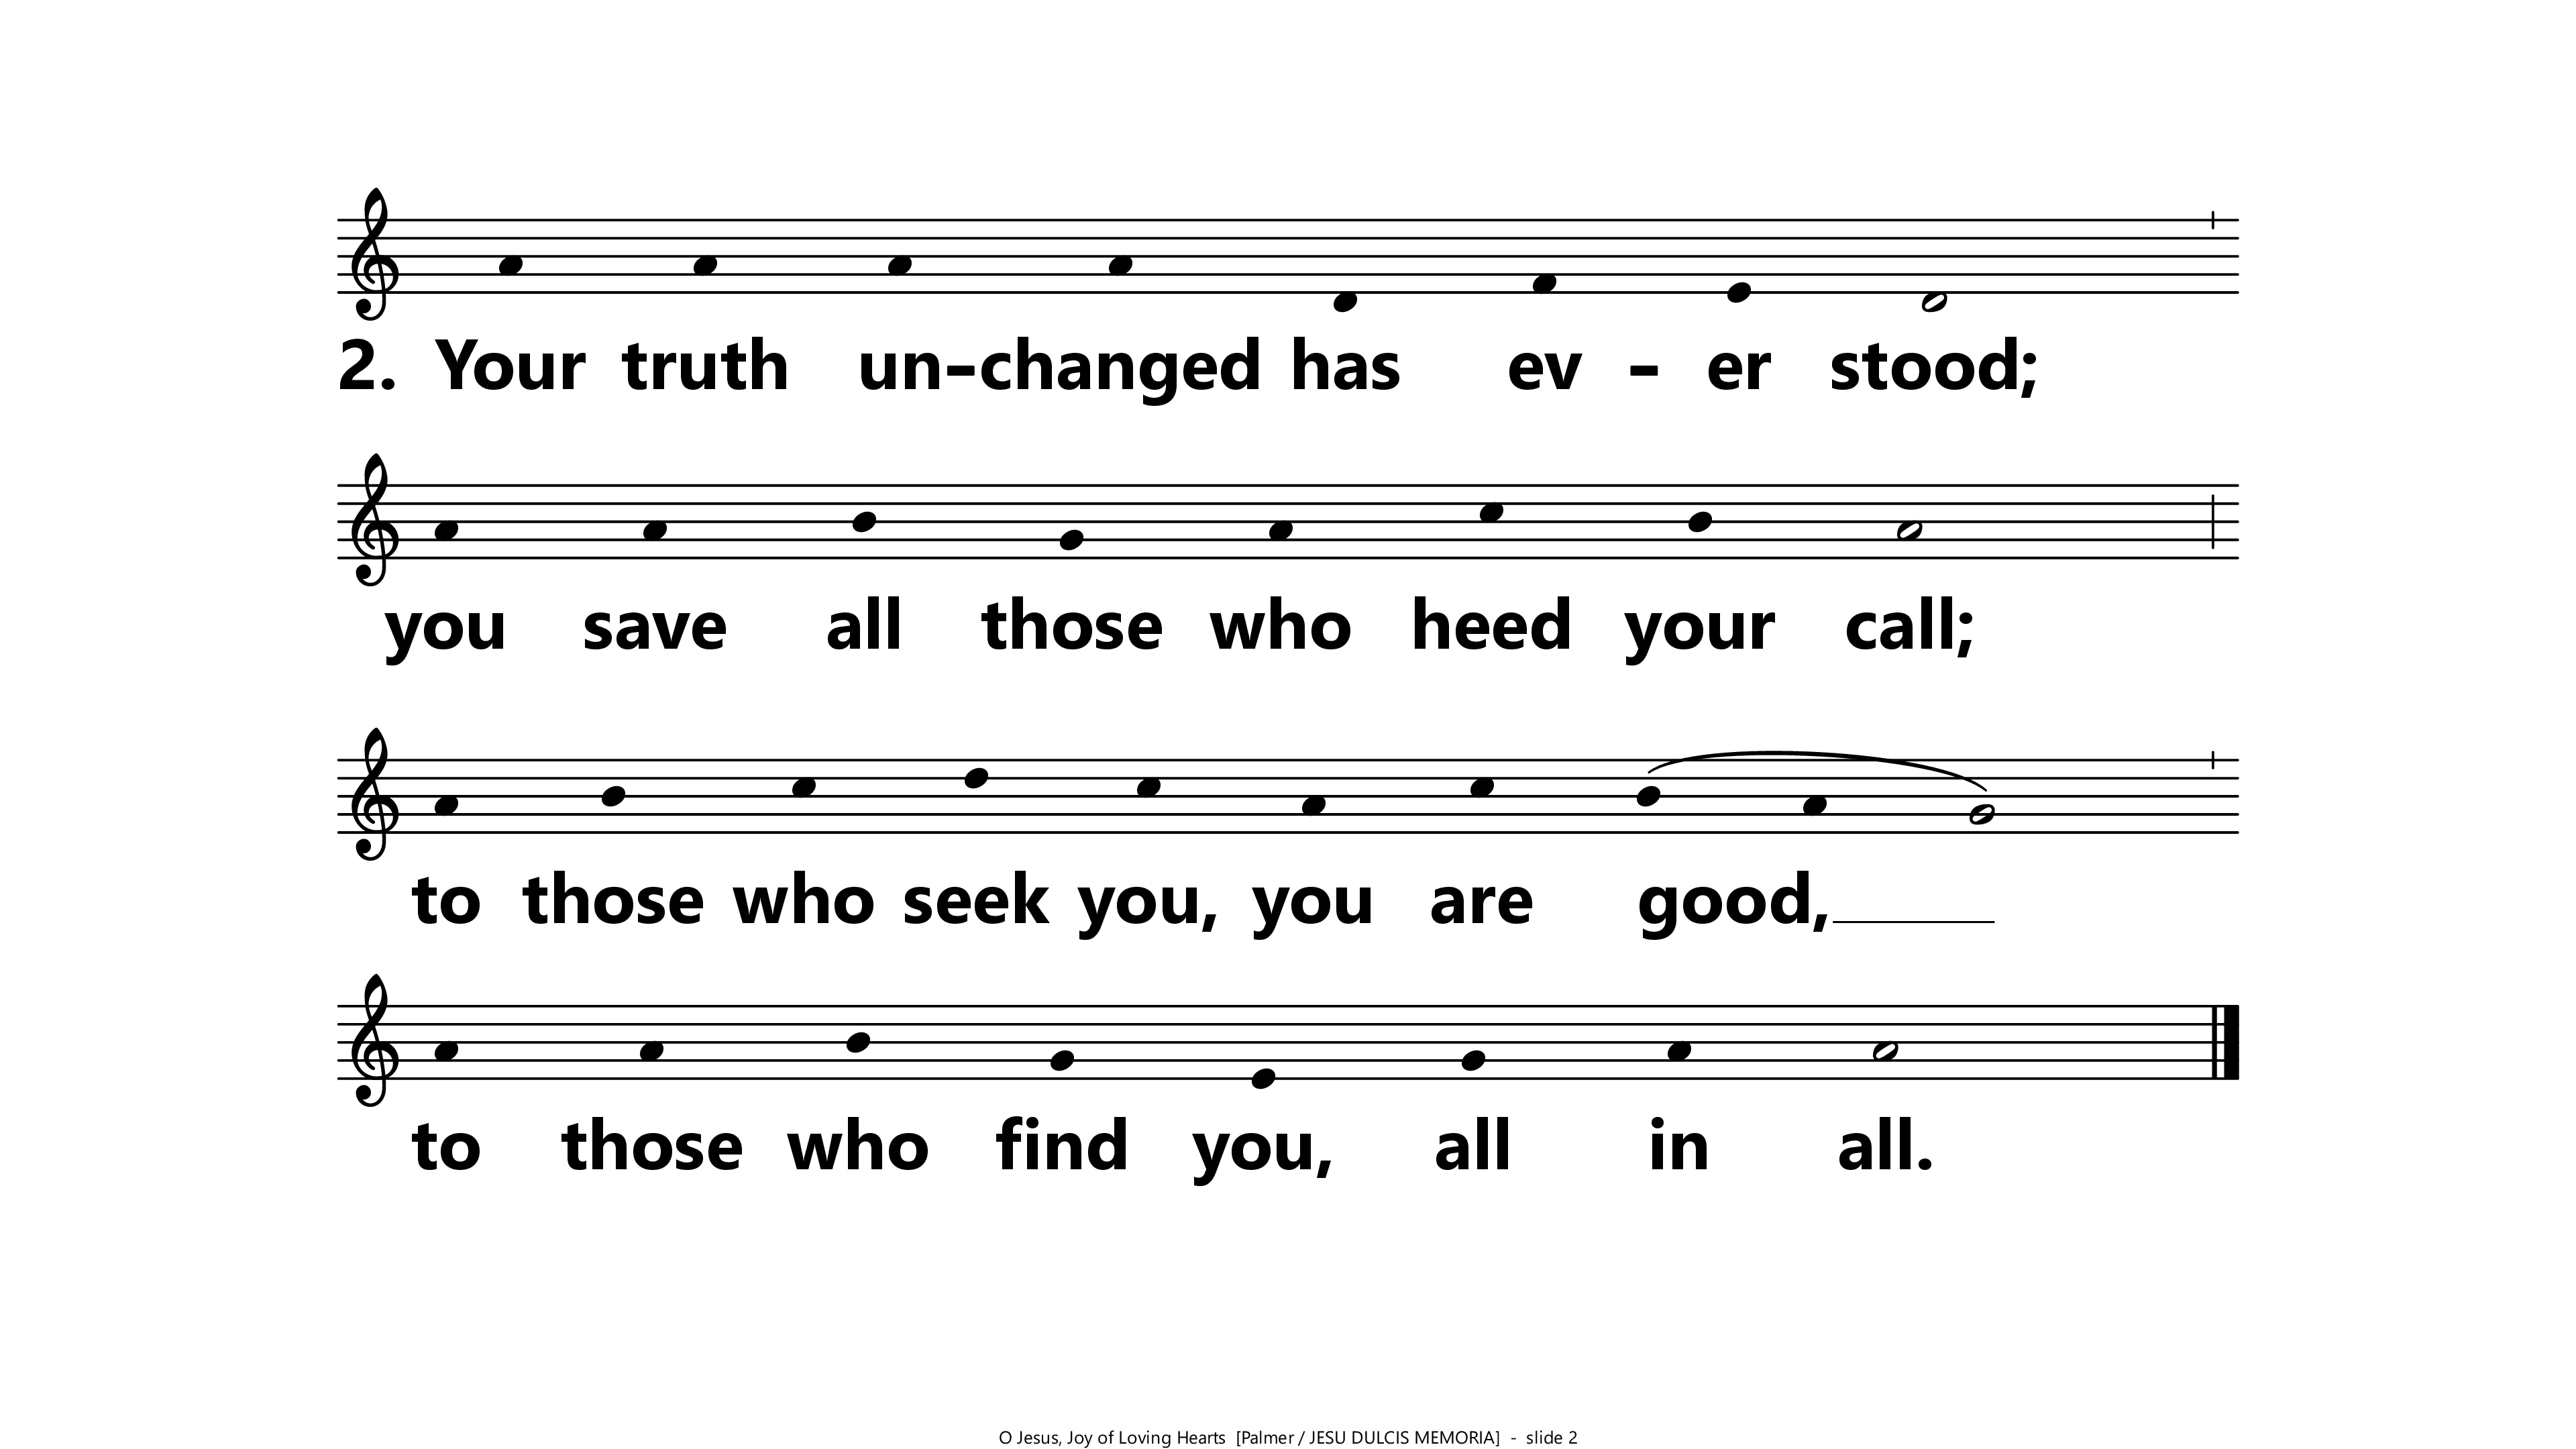 2. Your truth un-changed has ev - er stood;
you save all those who heed your call;
to those who seek you, you are good,____
to those who find you, all in all.
O Jesus, Joy of Loving Hearts [Palmer / JESU DULCIS MEMORIA] - slide 2